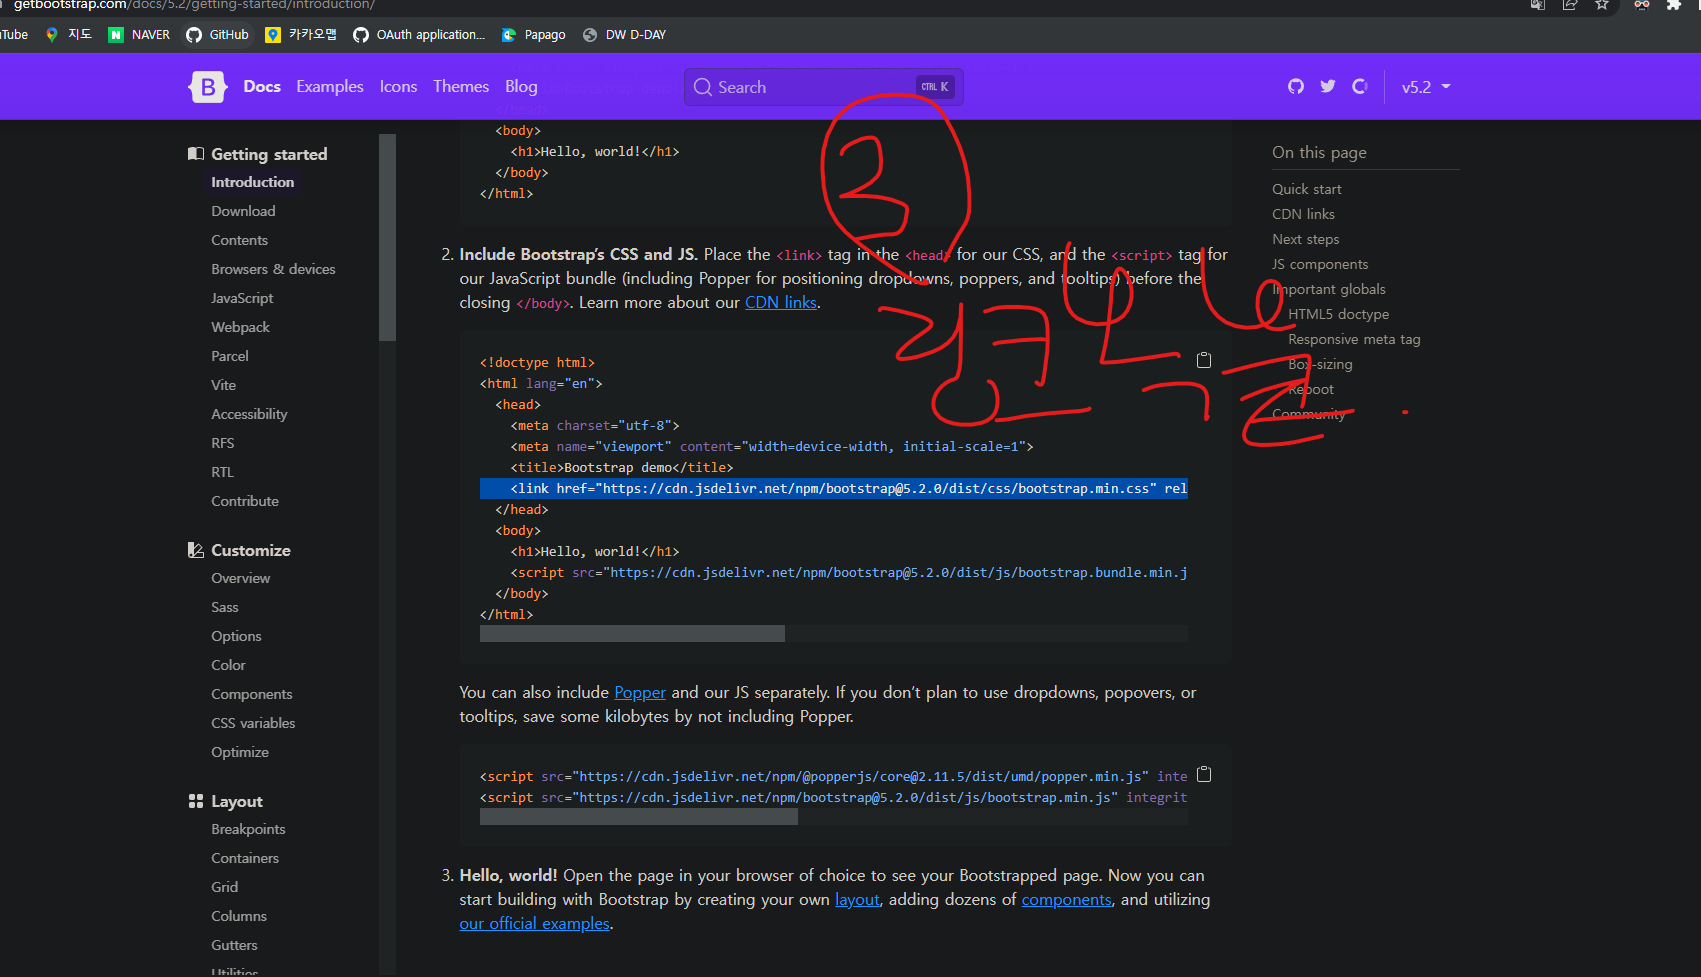 getbootstrap.com/docs/5.2/getting-started/introduction/
Tube 지도 NAVER GitHub 카카오맵 OAuth application... Papago DW D-DAY
B Docs Examples Icons Themes Blog Search CTRL K v5.2
Getting started
Introduction
Download
Contents
Browsers & devices
JavaScript
Webpack
Parcel
Vite
Accessibility
RFS
RTL
Contribute
Customize
Overview
Sass
Options
Color
Components
CSS variables
Optimize
Layout
Breakpoints
Containers
Grid
Columns
Gutters
Utilities
</head>
<body>
<h1>Hello, world!</h1>
</body>
</html>
3
2. Include Bootstrap's CSS and JS. Place the <link> tag in the <head> for our CSS, and the <script> tag for
our JavaScript bundle (including Popper for positioning dropdowns, poppers, and tooltips) before the
closing </body>. Learn more about our CDN links.
<!doctype html>
<html lang="en">
<head>
<meta charset="utf-8">
<meta name="viewport" content="width=device-width, initial-scale=1">
<title>Bootstrap demo</title>
<link href="https://cdn.jsdelivr.net/npm/bootstrap@5.2.0/dist/css/bootstrap.min.css" rel
</head>
<body>
<h1>Hello, world!</h1>
<script src="https://cdn.jsdelivr.net/npm/bootstrap@5.2.0/dist/js/bootstrap.bundle.min.j
</body>
</html>
You can also include Popper and our JS separately. If you don't plan to use dropdowns, popovers, or
tooltips, save some kilobytes by not including Popper.
<script src="https://cdn.jsdelivr.net/npm/@popperjs/core@2.11.5/dist/umd/popper.min.js" inte
<script src="https://cdn.jsdelivr.net/npm/bootstrap@5.2.0/dist/js/bootstrap.min.js" integrit
3. Hello, world! Open the page in your browser of choice to see your Bootstrapped page. Now you can
start building with Bootstrap by creating your own layout, adding dozens of components, and utilizing
our official examples.
On this page
Quick start
CDN links
Next steps
JS components
Important globals
HTML5 doctype
Responsive meta tag
Box-sizing
Reboot
Community